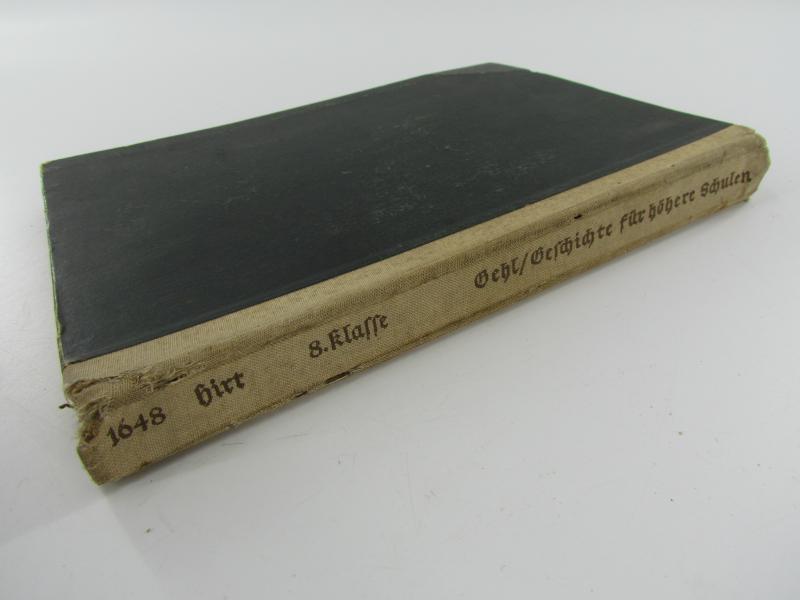 1648 Hirt 8. Klaſſe Gehl/Geſchichte für höhere Schulen